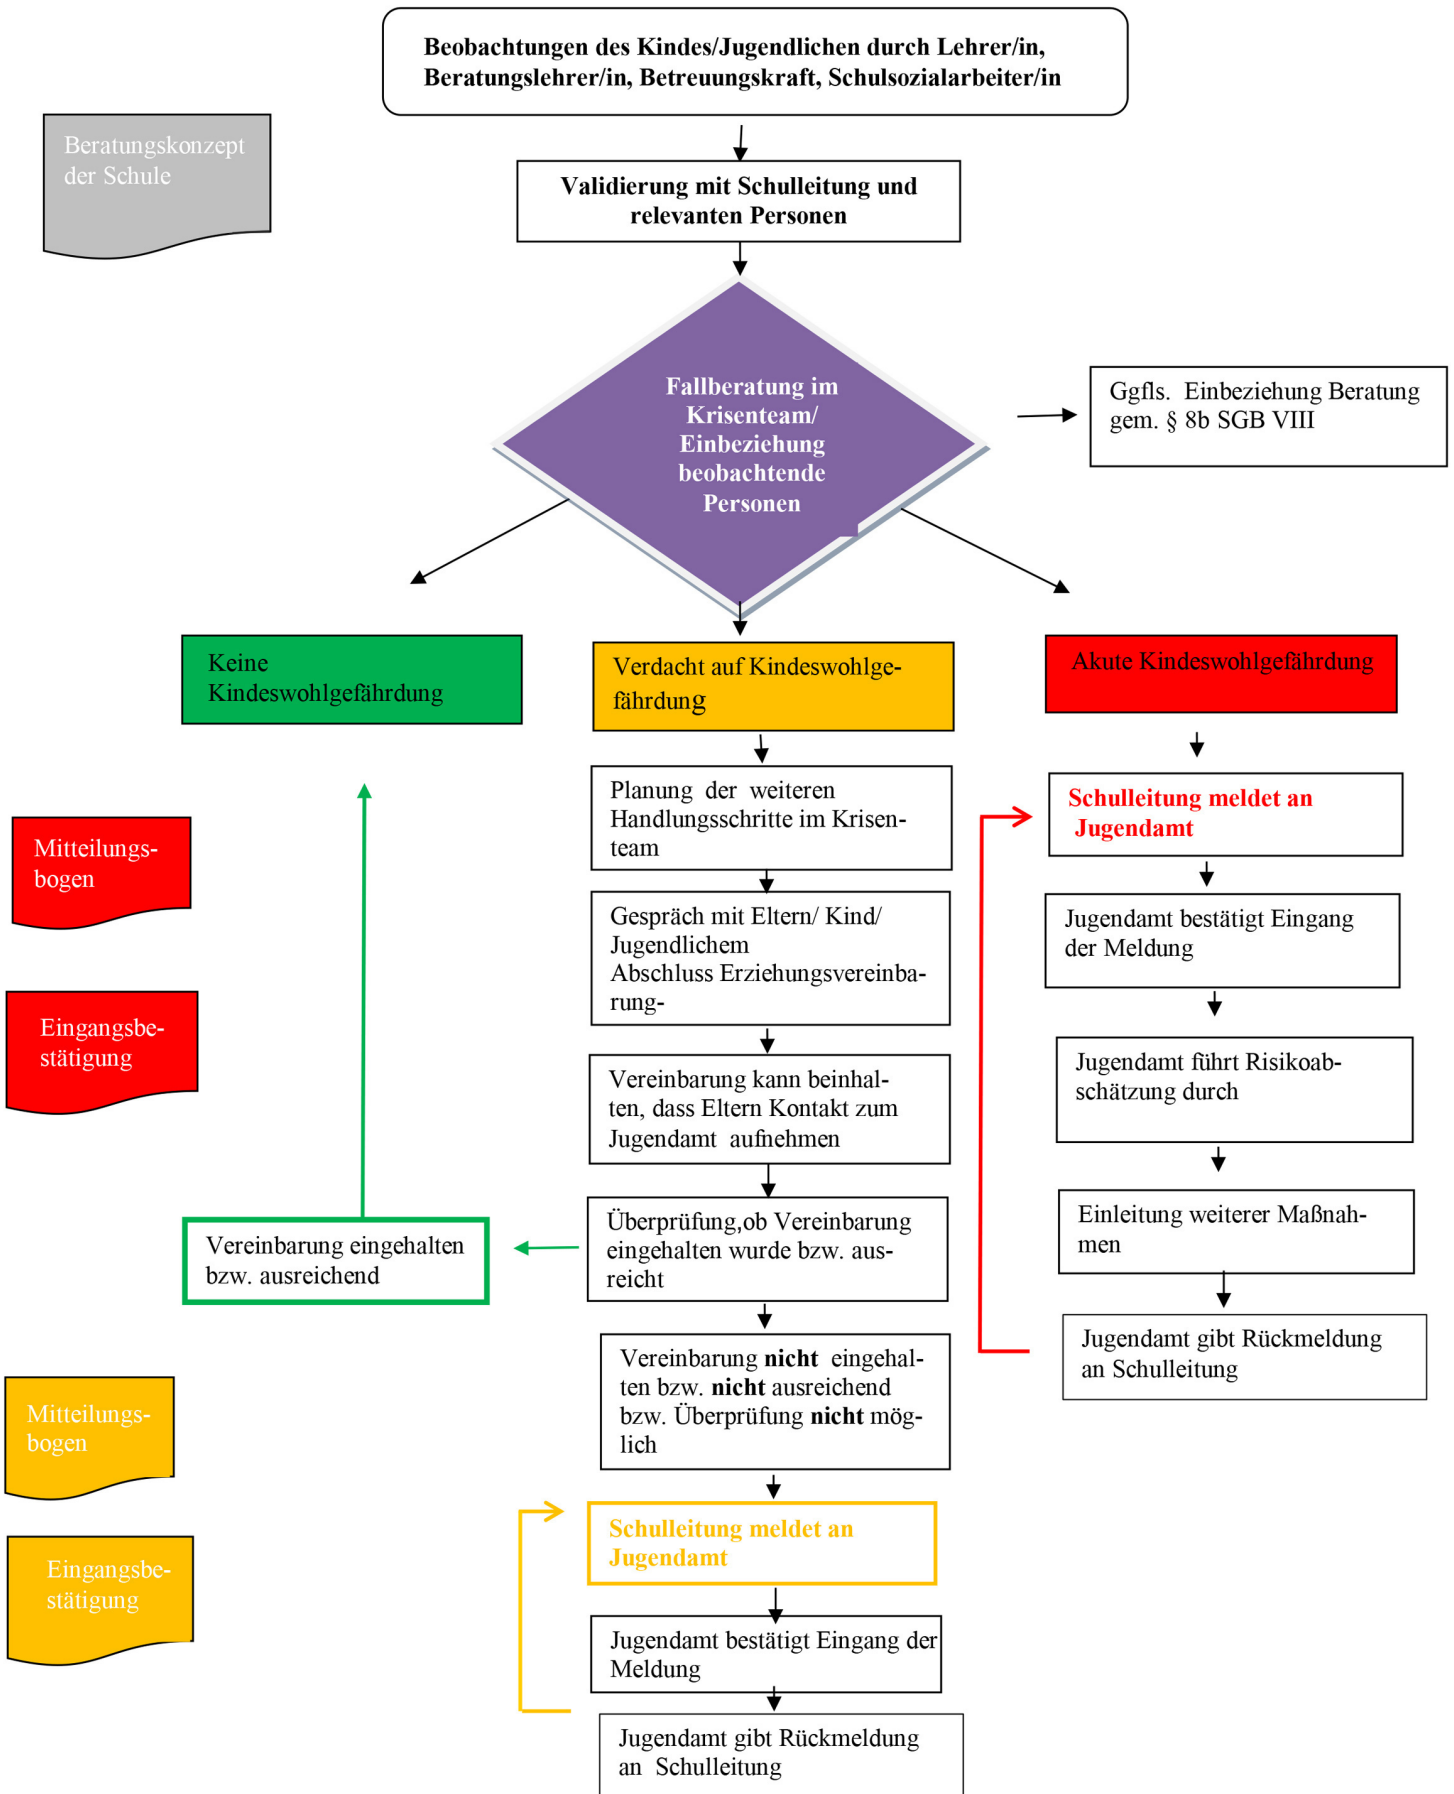 Beobachtungen des Kindes/Jugendlichen durch Lehrer/in,
Beratungslehrer/in, Betreuungskraft, Schulsozialarbeiter/in
Beratungskonzept
der Schule
Validierung mit Schulleitung und
relevanten Personen
Fallberatung im
Krisenteam/
Einbeziehung
beobachtende
Personen
Ggfls. Einbeziehung Beratung
gem. § 8b SGB VIII
Keine
Kindeswohlgefährdung
Verdacht auf Kindeswohlge-
fährdung
Akute Kindeswohlgefährdung
Planung der weiteren
Handlungsschritte im Krisen-
team
Schulleitung meldet an
Jugendamt
Mitteilungs-
bogen
Gespräch mit Eltern/ Kind/
Jugendlichem
Abschluss Erziehungsvereinba-
rung-
Jugendamt bestätigt Eingang
der Meldung
Eingangsbe-
stätigung
Vereinbarung kann beinhal-
ten, dass Eltern Kontakt zum
Jugendamt aufnehmen
Jugendamt führt Risikoab-
schätzung durch
Vereinbarung eingehalten
bzw. ausreichend
Überprüfung,ob Vereinbarung
eingehalten wurde bzw. aus-
reicht
Einleitung weiterer Maßnah-
men
Vereinbarung nicht eingehal-
ten bzw. nicht ausreichend
bzw. Überprüfung nicht mög-
lich
Jugendamt gibt Rückmeldung
an Schulleitung
Mitteilungs-
bogen
Schulleitung meldet an
Jugendamt
Eingangsbe-
stätigung
Jugendamt bestätigt Eingang der
Meldung
Jugendamt gibt Rückmeldung
an Schulleitung